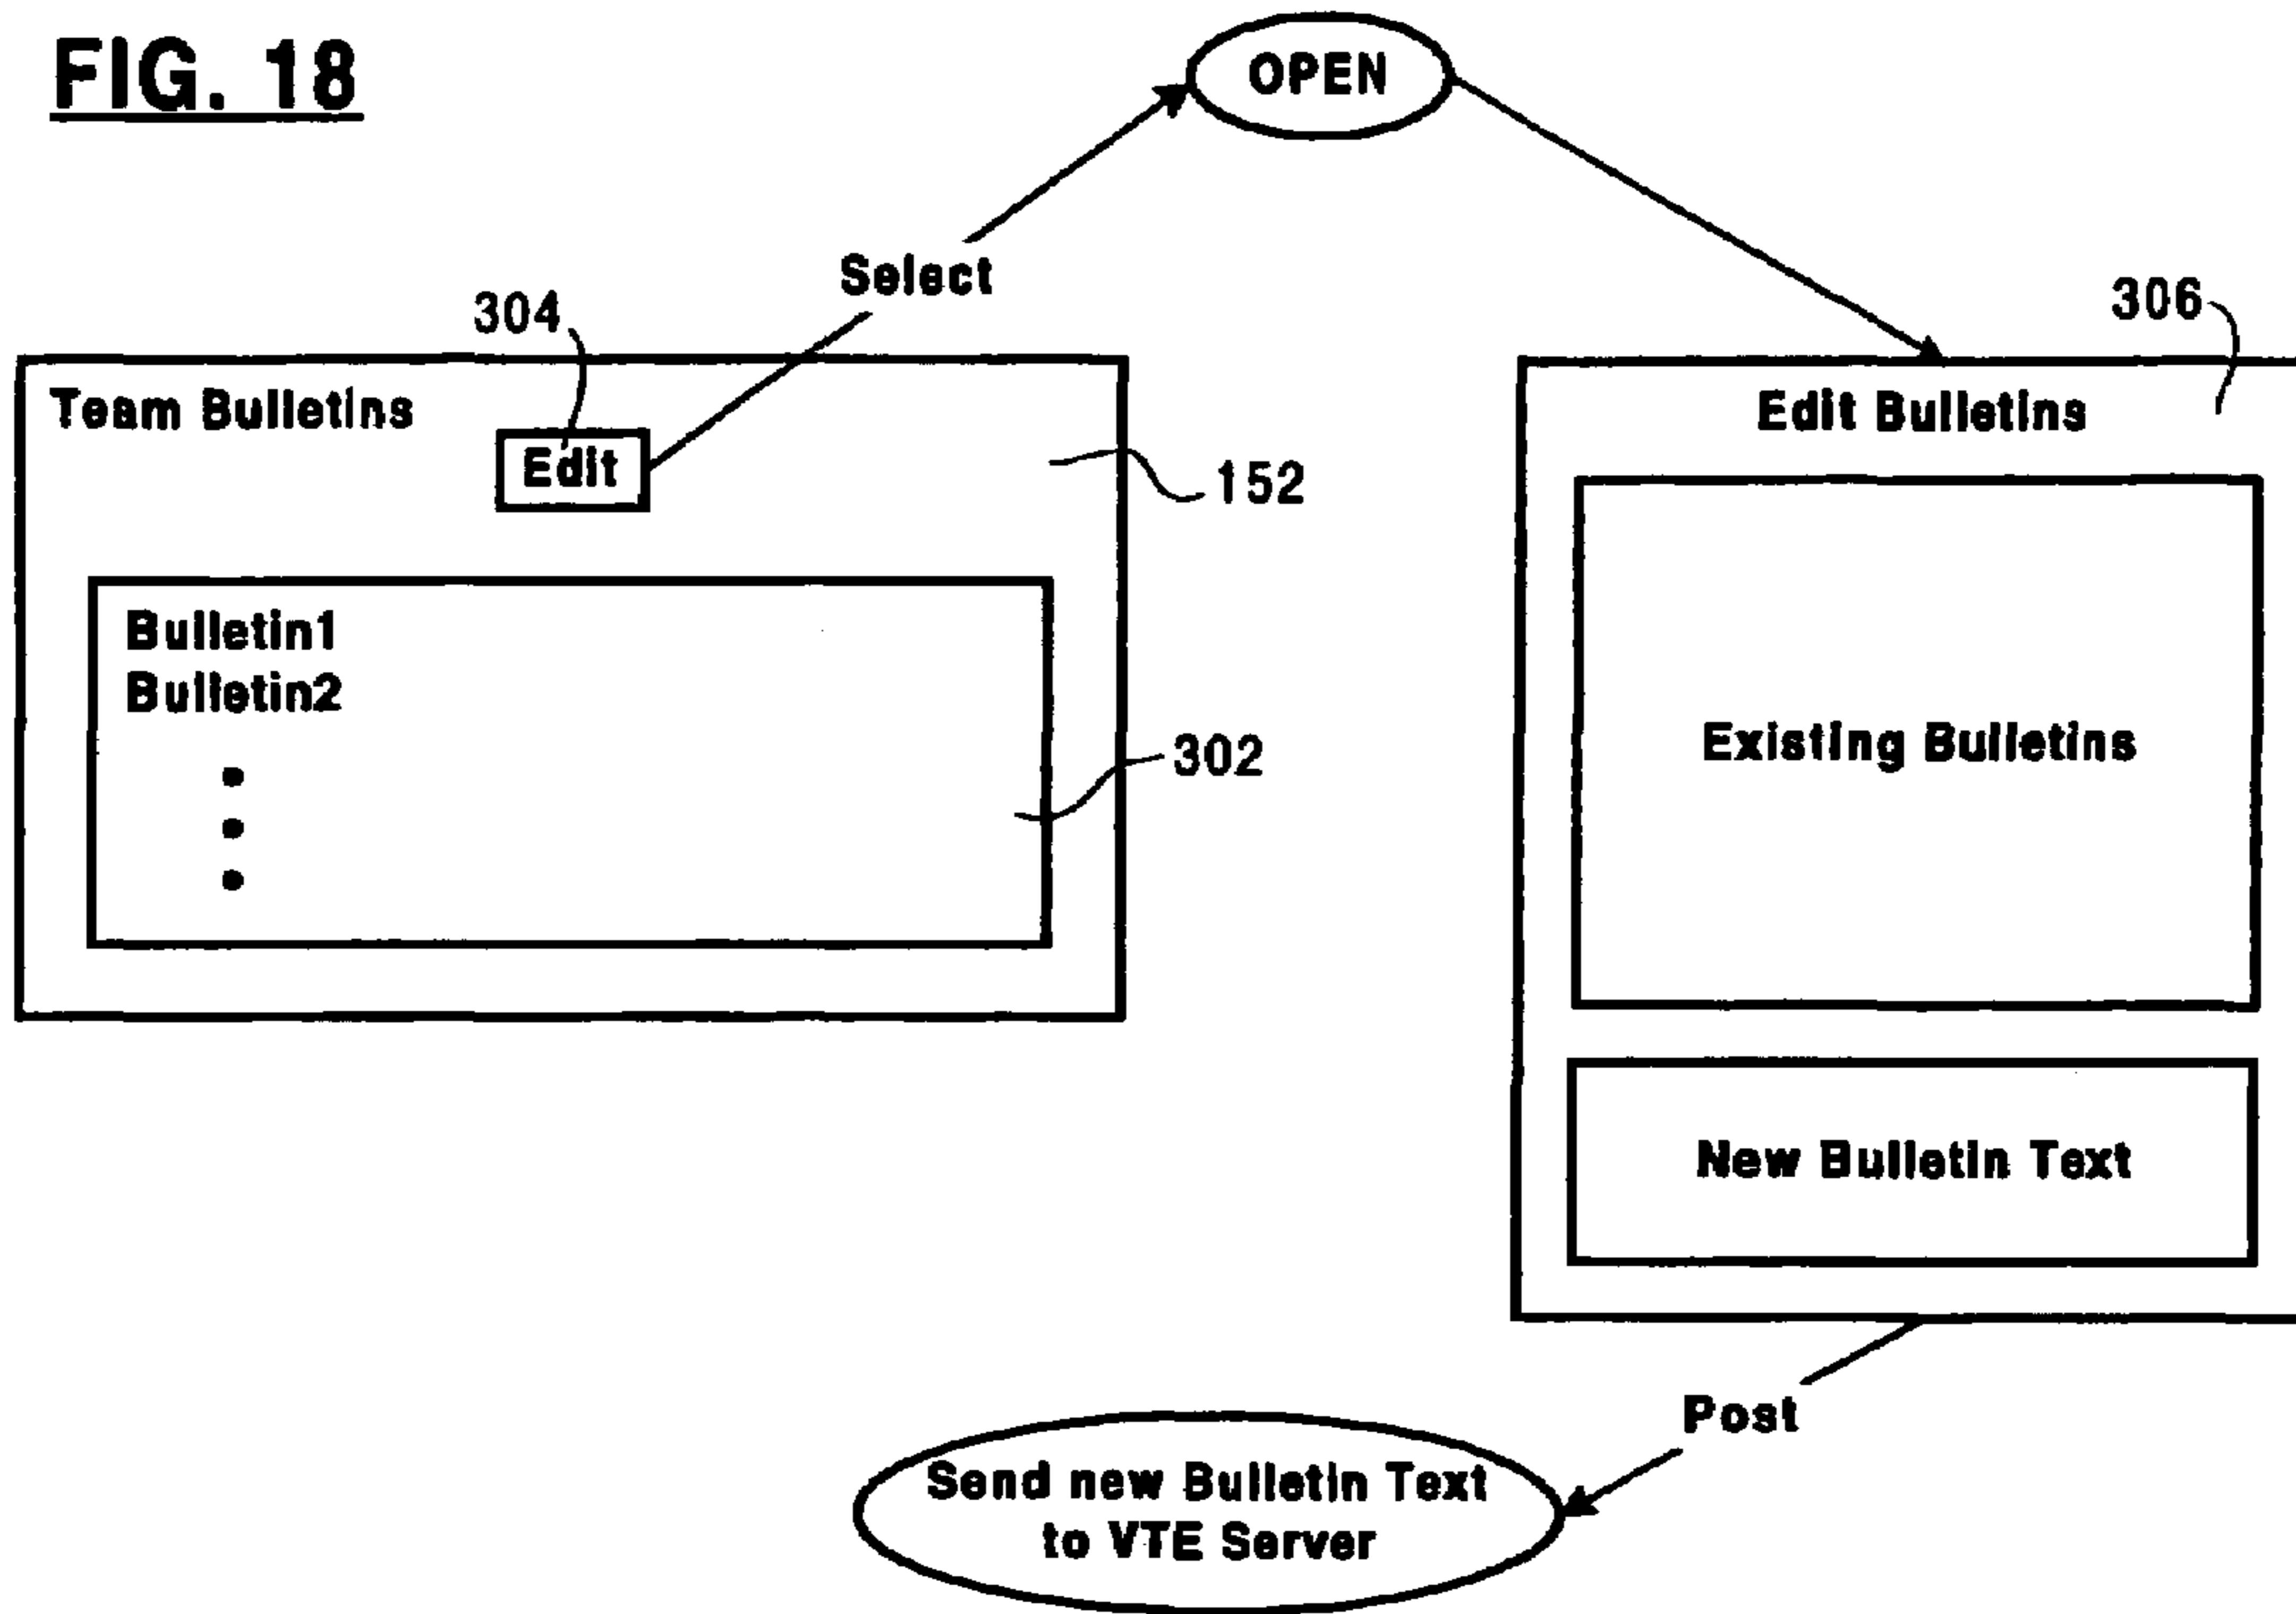 FIG. 18
OPEN
Select
304
306
Team Bulletins
Edit
152
Edit Bulletins
Bulletin1
Bulletin2
302
Existing Bulletins
New Bulletin Text
Post
Send new Bulletin Text
to VTE Server